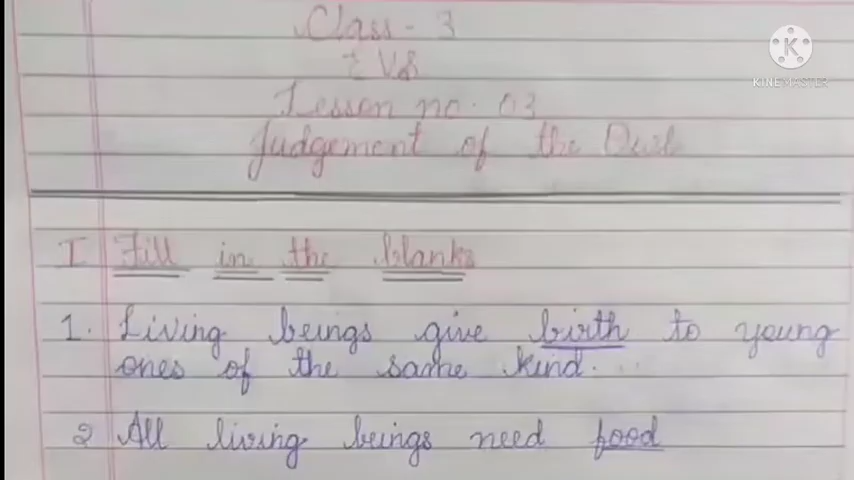 Class - 3
EVS
Lesson no. 03
Judgement of the Owl
I Fill in the blanks
1. Living beings give birth to young
ones of the same kind...
2 All living beings need food
K
KINEMASTER